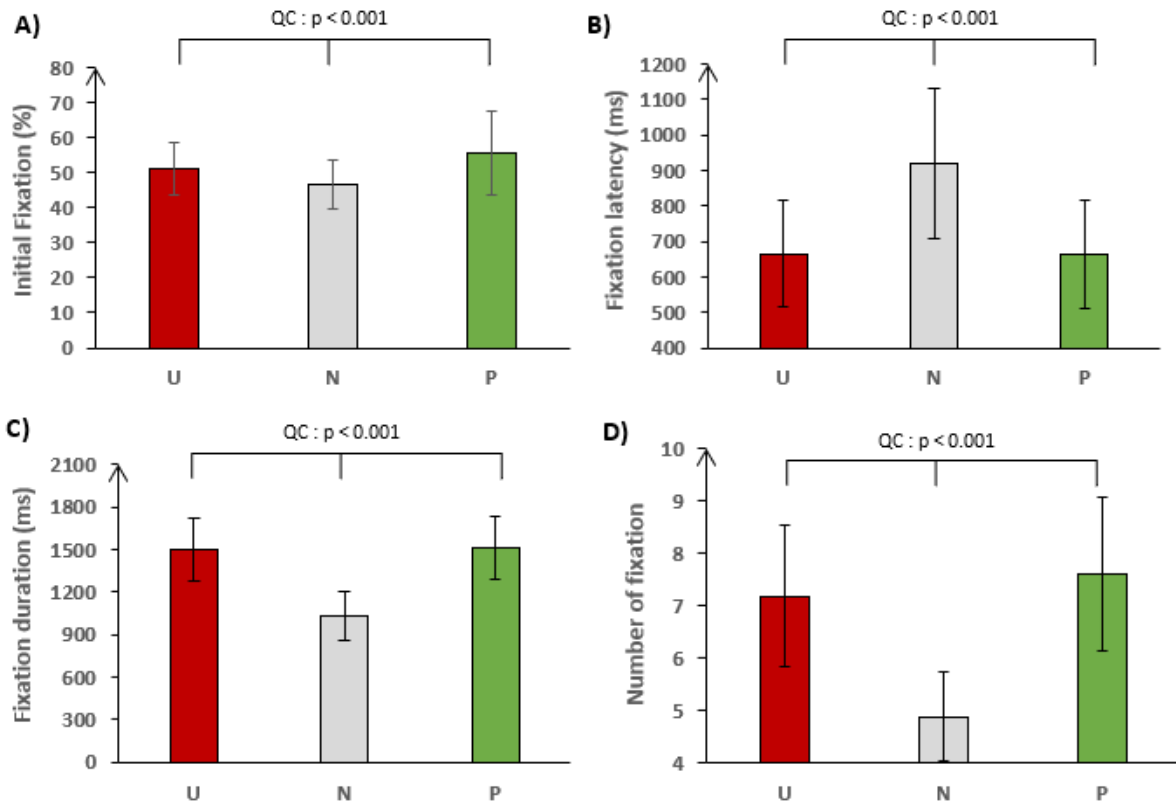 A)
QC : p < 0.001
Initial Fixation (%)
80
70
60
50
40
30
20
10
0
U N P
B)
QC : p < 0.001
Fixation latency (ms)
1200
1100
1000
900
800
700
600
500
400
U N P
C)
QC : p < 0.001
Fixation duration (ms)
2100
1800
1500
1200
900
600
300
0
U N P
D)
QC : p < 0.001
Number of fixation
10
9
8
7
6
5
4
U N P